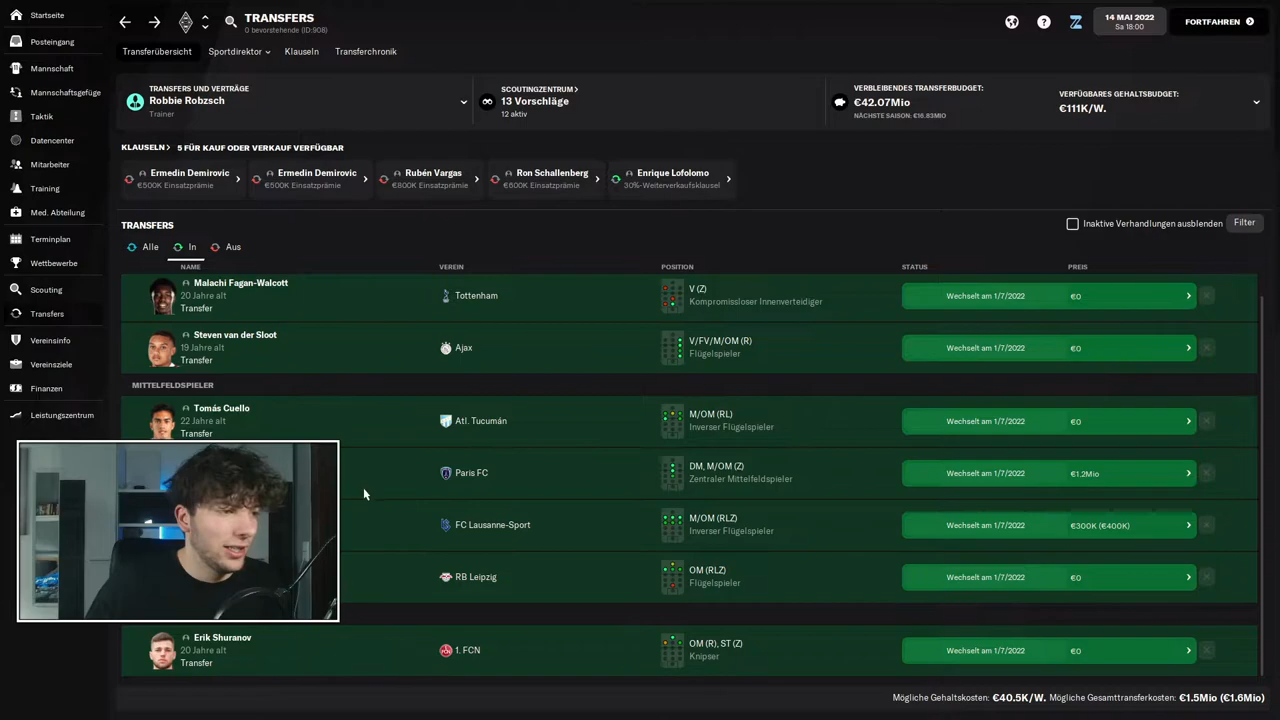 Startseite
Posteingang
Mannschaft
Mannschaftsgefüge
Taktik
Datencenter
Mitarbeiter
Training
Med. Abteilung
Terminplan
Wettbewerbe
Scouting
Transfers
Vereinsinfo
Vereinsziele
Finanzen
Leistungszentrum
TRANSFERS
0 bevorstehende (ID:908)
14 MAI 2022
Sa 18:00
FORTFAHREN
Transferübersicht Sportdirektor Klauseln Transferchronik
TRANSFERS UND VERTRÄGE
Robbie Robzsch
Trainer
SCOUTINGZENTRUM
13 Vorschläge
12 aktiv
VERBLEIBENDES TRANSFERBUDGET:
€42.07Mio
NÄCHSTE SAISON: €16.83MIO
VERFÜGBARES GEHALTSBUDGET:
€111K/W.
KLAUSELN 5 FÜR KAUF ODER VERKAUF VERFÜGBAR
Ermedin Demirovic
€500K Einsatzprämie
Ermedin Demirovic
€500K Einsatzprämie
Rubén Vargas
€800K Einsatzprämie
Ron Schallenberg
€600K Einsatzprämie
Enrique Lofolomo
30%-Weiterverkaufsklausel
TRANSFERS
Inaktive Verhandlungen ausblenden Filter
Alle In Aus
NAME VEREIN POSITION STATUS PREIS
Malachi Fagan-Walcott
20 Jahre alt
Transfer
Tottenham
V (Z)
Kompromissloser Innenverteidiger
Wechselt am 1/7/2022 €0
Steven van der Sloot
19 Jahre alt
Transfer
Ajax
V/FV/M/OM (R)
Flügelspieler
Wechselt am 1/7/2022 €0
MITTELFELDSPIELER
Tomás Cuello
22 Jahre alt
Transfer
Atl. Tucumán
M/OM (RL)
Inverser Flügelspieler
Wechselt am 1/7/2022 €0
Paris FC
DM, M/OM (Z)
Zentraler Mittelfeldspieler
Wechselt am 1/7/2022 €1.2Mio
FC Lausanne-Sport
M/OM (RLZ)
Inverser Flügelspieler
Wechselt am 1/7/2022 €300K (€400K)
RB Leipzig
OM (RLZ)
Flügelspieler
Wechselt am 1/7/2022 €0
Erik Shuranov
20 Jahre alt
Transfer
1. FCN
OM (R), ST (Z)
Knipser
Wechselt am 1/7/2022 €0
Mögliche Gehaltskosten: €40.5K/W. Mögliche Gesamttransferkosten: €1.5Mio (€1.6Mio)